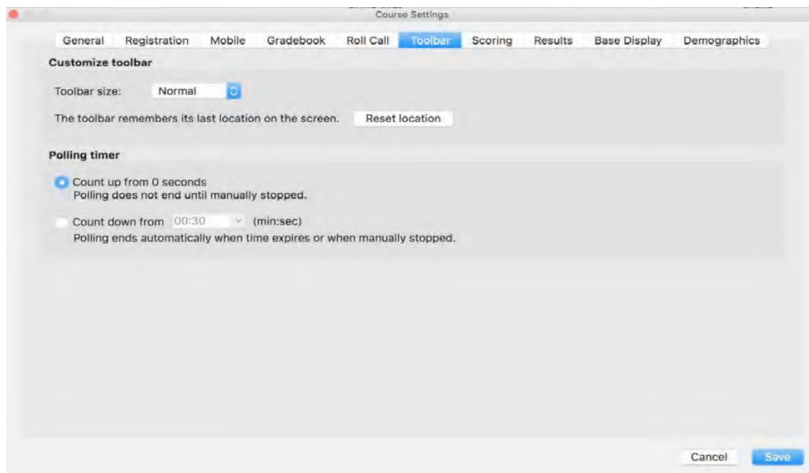 Course Settings
General Registration Mobile Gradebook Roll Call Toolbar Scoring Results Base Display Demographics
Customize toolbar
Toolbar size: Normal
The toolbar remembers its last location on the screen. Reset location
Polling timer
Count up from 0 seconds
Polling does not end until manually stopped.
Count down from 00:30 (min:sec)
Polling ends automatically when time expires or when manually stopped.
Cancel Save